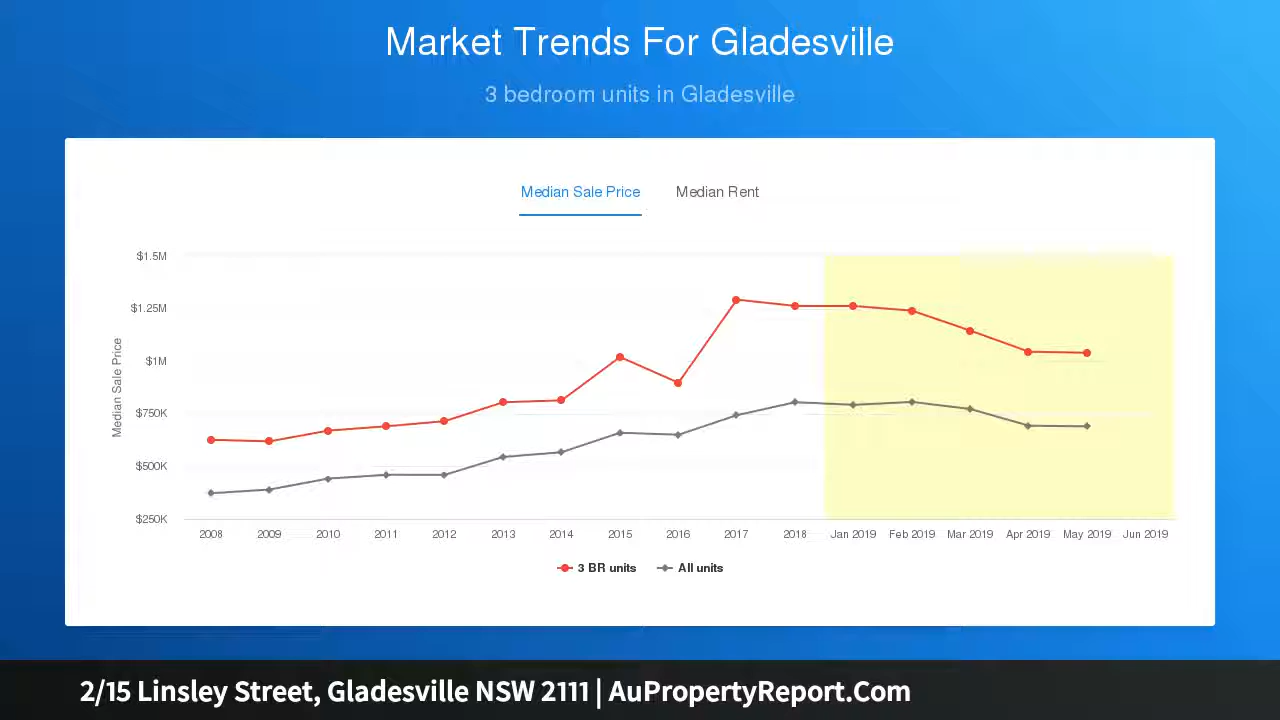 Market Trends For Gladesville
3 bedroom units in Gladesville
Median Sale Price Median Rent
Median Sale Price
$1.5M
$1.25M
$1M
$750K
$500K
$250K
2008 2009 2010 2011 2012 2013 2014 2015 2016 2017 2018 Jan 2019 Feb 2019 Mar 2019 Apr 2019 May 2019 Jun 2019
3 BR units All units
2/15 Linsley Street, Gladesville NSW 2111 | AuPropertyReport.Com